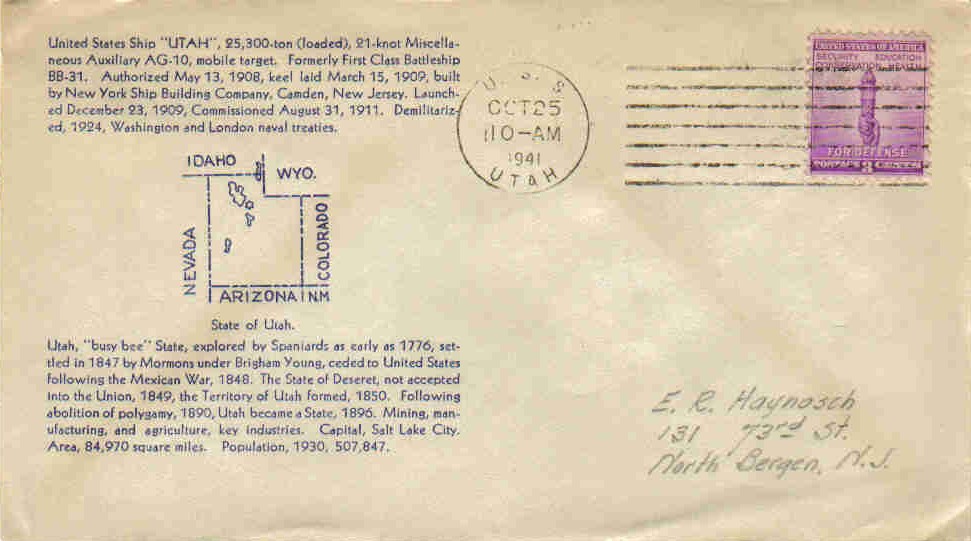 United States Ship "UTAH", 25,300-ton (loaded), 21-knot Miscella-
neous Auxiliary AG-10, mobile target. Formerly First Class Battleship
BB-31. Authorized May 13, 1908, keel laid March 15, 1909, built
by New York Ship Building Company, Camden, New Jersey. Launch-
ed December 23, 1909, Commissioned August 31, 1911. Demilitariz-
ed, 1924, Washington and London naval treaties.
IDAHO
WYO.
NEVADA
COLORADO
ARIZONA N.M
State of Utah.
Utah, "busy bee" State, explored by Spaniards as early as 1776, set-
tled in 1847 by Mormons under Brigham Young, ceded to United States
following the Mexican War, 1848. The State of Deseret, not accepted
into the Union, 1849, the Territory of Utah formed, 1850. Following
abolition of polygamy, 1890, Utah became a State, 1896. Mining, man-
ufacturing, and agriculture, key industries. Capital, Salt Lake City.
Area, 84,970 square miles. Population, 1930, 507,847.
U. S. S.
OCT 25
10-AM
1941
UTAH
UNITED STATES OF AMERICA
SECURITY EDUCATION
CONSERVATION HEALTH
FOR DEFENSE
POSTAGE 3 CENTS
E. R. Haynosch
131 73rd St.
North Bergen, N.J.